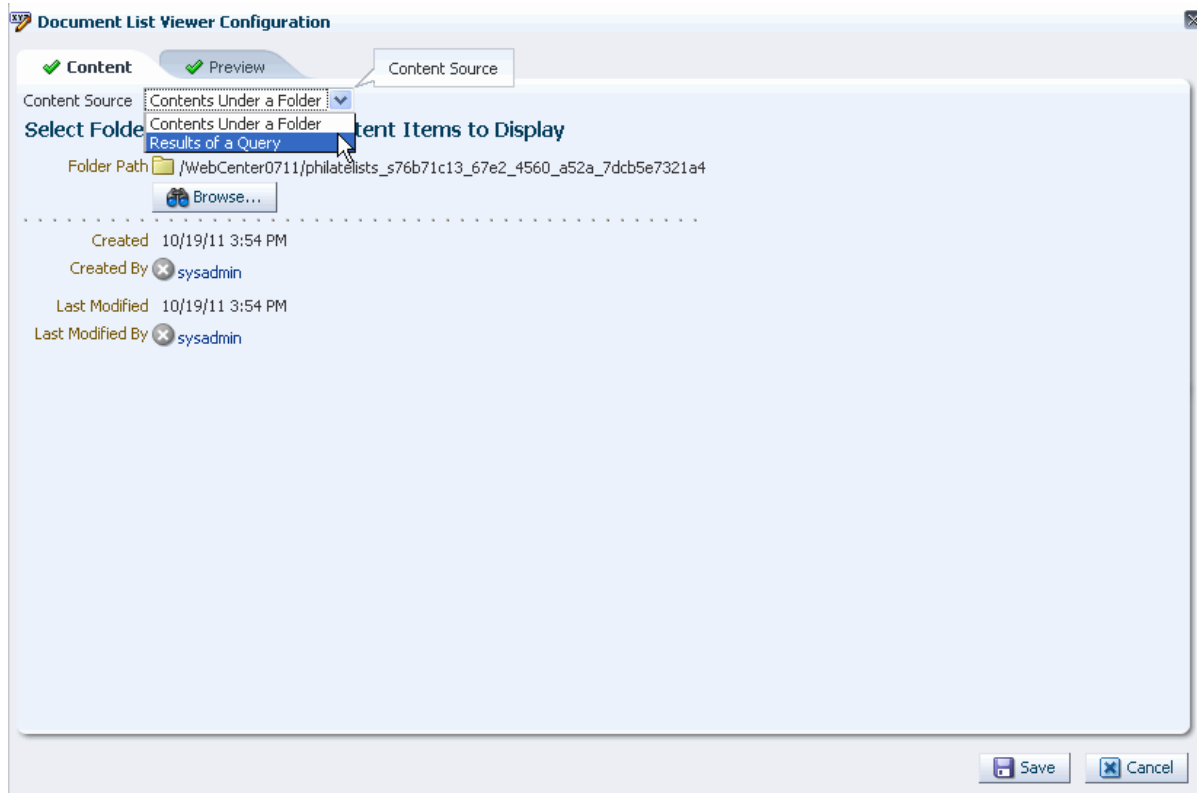 Document List Viewer Configuration
Content
Preview
Content Source
Content Source Contents Under a Folder
Contents Under a Folder
Results of a Query
Select Folde tent Items to Display
Folder Path /WebCenter0711/philatelists_s76b71c13_67e2_4560_a52a_7dcb5e7321a4
Browse...
Created 10/19/11 3:54 PM
Created By sysadmin
Last Modified 10/19/11 3:54 PM
Last Modified By sysadmin
Save
Cancel